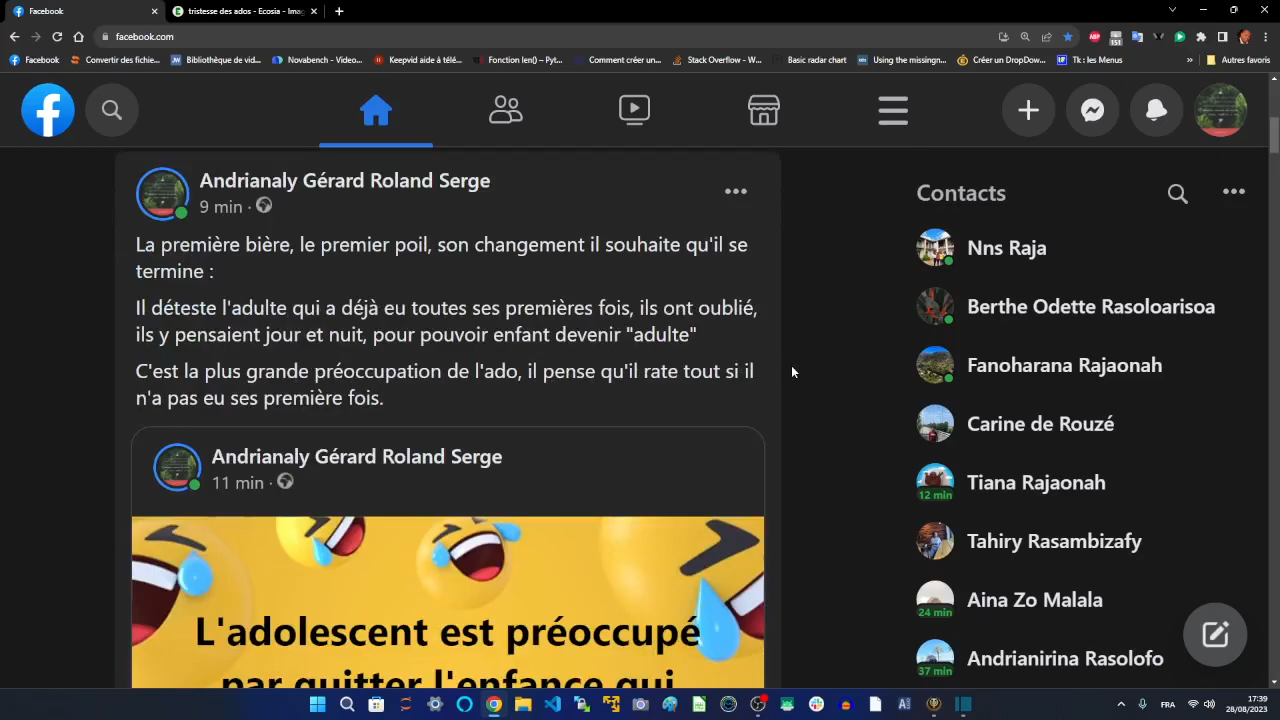 Facebook
tristesse des ados - Ecosia - Imag
facebook.com
Facebook
Convertir des fichie...
Bibliothèque de vid...
Novabench - Video...
Keepvid aide à télé...
Fonction len() – Pyt...
Comment créer un...
Stack Overflow - W...
Basic radar chart
Using the missingn...
Créer un DropDow...
Tk : les Menus
»
Autres favoris
Andrianaly Gérard Roland Serge
9 min ·
La première bière, le premier poil, son changement il souhaite qu'il se
termine :
Il déteste l'adulte qui a déjà eu toutes ses premières fois, ils ont oublié,
ils y pensaient jour et nuit, pour pouvoir enfant devenir "adulte"
C'est la plus grande préoccupation de l'ado, il pense qu'il rate tout si il
n'a pas eu ses première fois.
Andrianaly Gérard Roland Serge
11 min ·
L'adolescent est préoccupé
par quitter l'enfance qui
Contacts
Nns Raja
Berthe Odette Rasoloarisoa
Fanoharana Rajaonah
Carine de Rouzé
Tiana Rajaonah
12 min
Tahiry Rasambizafy
Aina Zo Malala
24 min
Andrianirina Rasolofo
37 min
FRA
17:39
28/08/2023